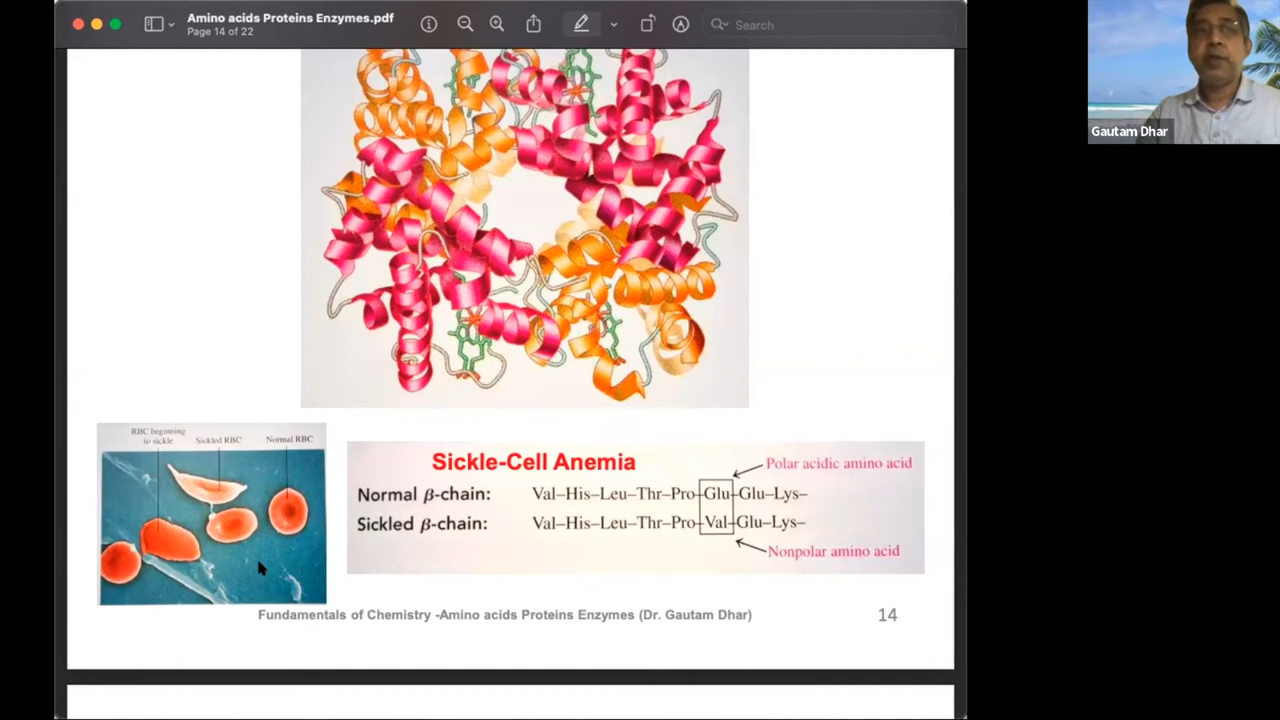 Amino acids Proteins Enzymes.pdf
Page 14 of 22
Search
Gautam Dhar
RBC beginning
to sickle
Sickled RBC
Normal RBC
Sickle-Cell Anemia
Polar acidic amino acid
Normal β-chain: Val–His–Leu–Thr–Pro–Glu–Glu–Lys–
Sickled β-chain: Val–His–Leu–Thr–Pro–Val–Glu–Lys–
Nonpolar amino acid
Fundamentals of Chemistry -Amino acids Proteins Enzymes (Dr. Gautam Dhar)
14